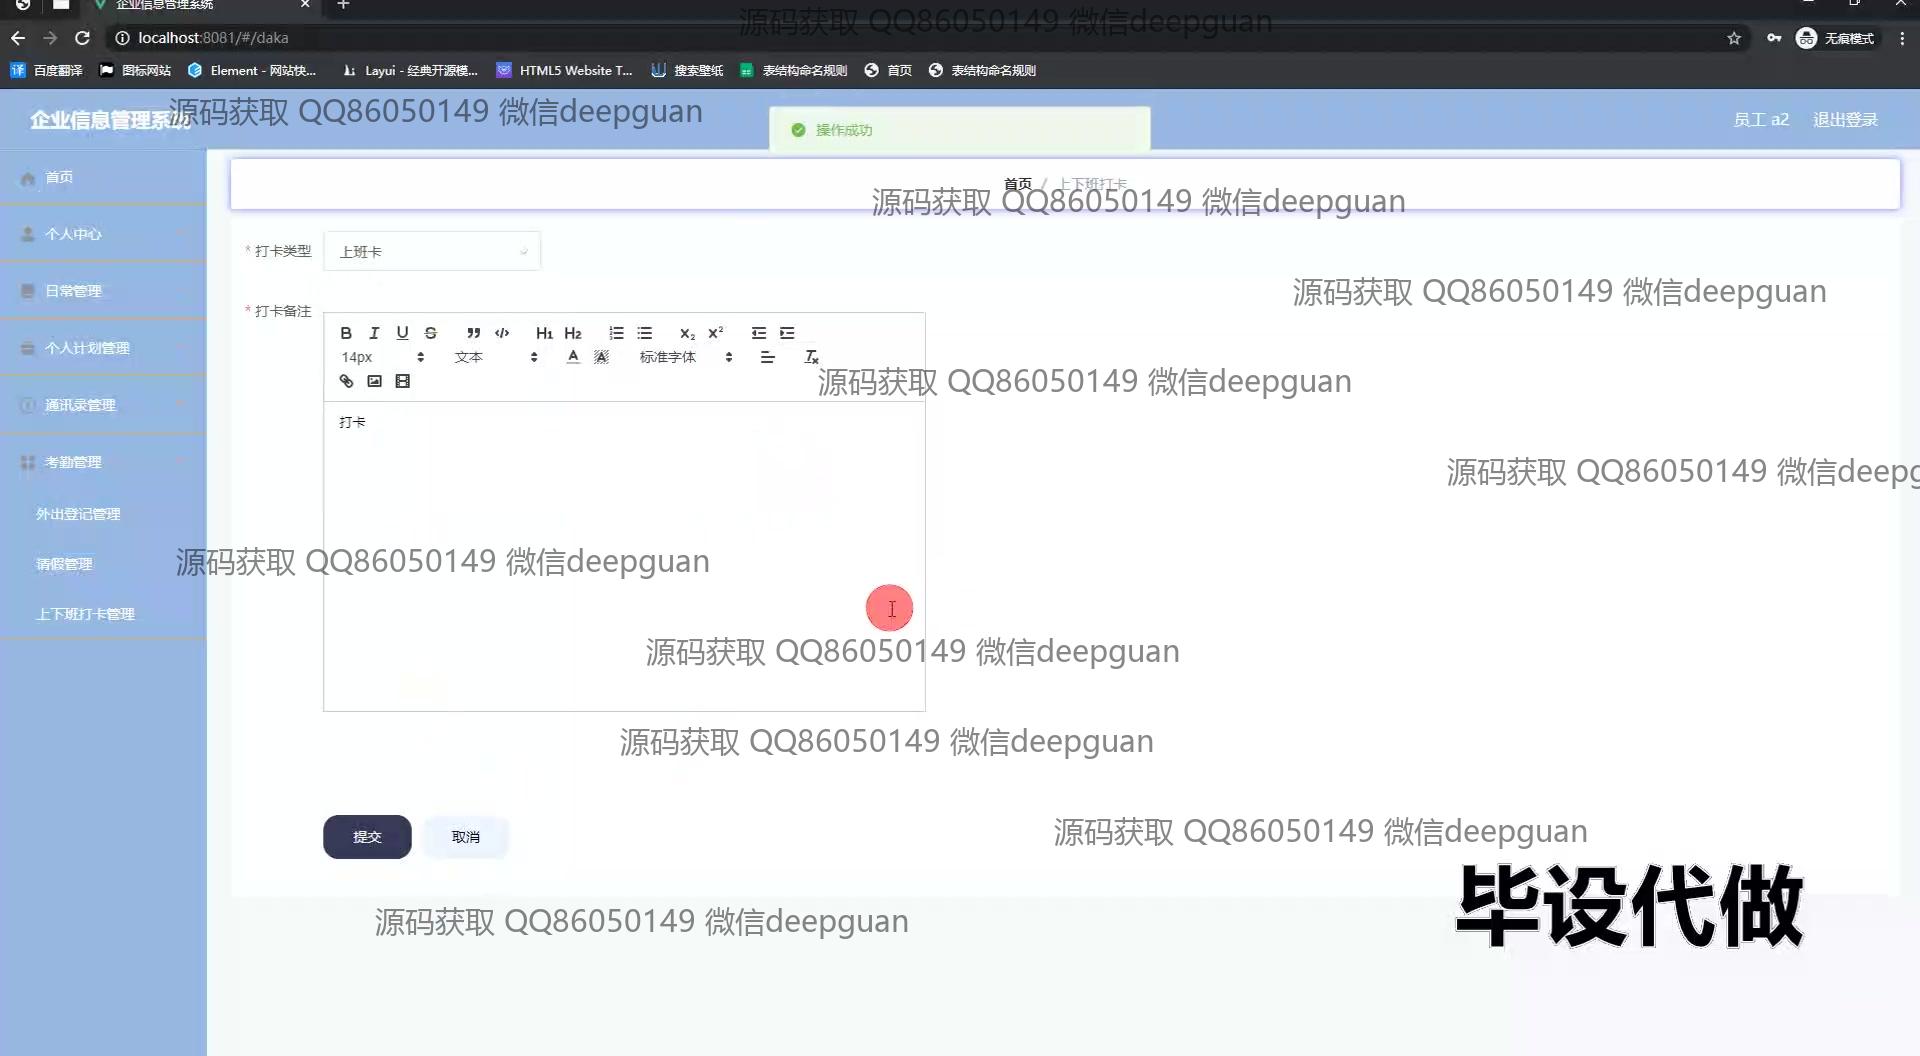 企业信息管理系统
源码获取 QQ86050149 微信deepguan
localhost:8081/#/daka
无痕模式
百度翻译
图标网站
Element - 网站快...
Layui - 经典开源模...
HTML5 Website T...
搜索壁纸
表结构命名规则
首页
表结构命名规则
企业信息管理系统
源码获取 QQ86050149 微信deepguan
操作成功
员工 a2
退出登录
首页
首页 / 上下班打卡
源码获取 QQ86050149 微信deepguan
个人中心
* 打卡类型
上班卡
日常管理
源码获取 QQ86050149 微信deepguan
* 打卡备注
B I U S H1 H2 X2 X2
14px 文本 A A 标准字体
个人计划管理
源码获取 QQ86050149 微信deepguan
通讯录管理
打卡
考勤管理
源码获取 QQ86050149 微信deepg
外出登记管理
请假管理
源码获取 QQ86050149 微信deepguan
上下班打卡管理
源码获取 QQ86050149 微信deepguan
源码获取 QQ86050149 微信deepguan
提交
取消
源码获取 QQ86050149 微信deepguan
毕设代做
源码获取 QQ86050149 微信deepguan